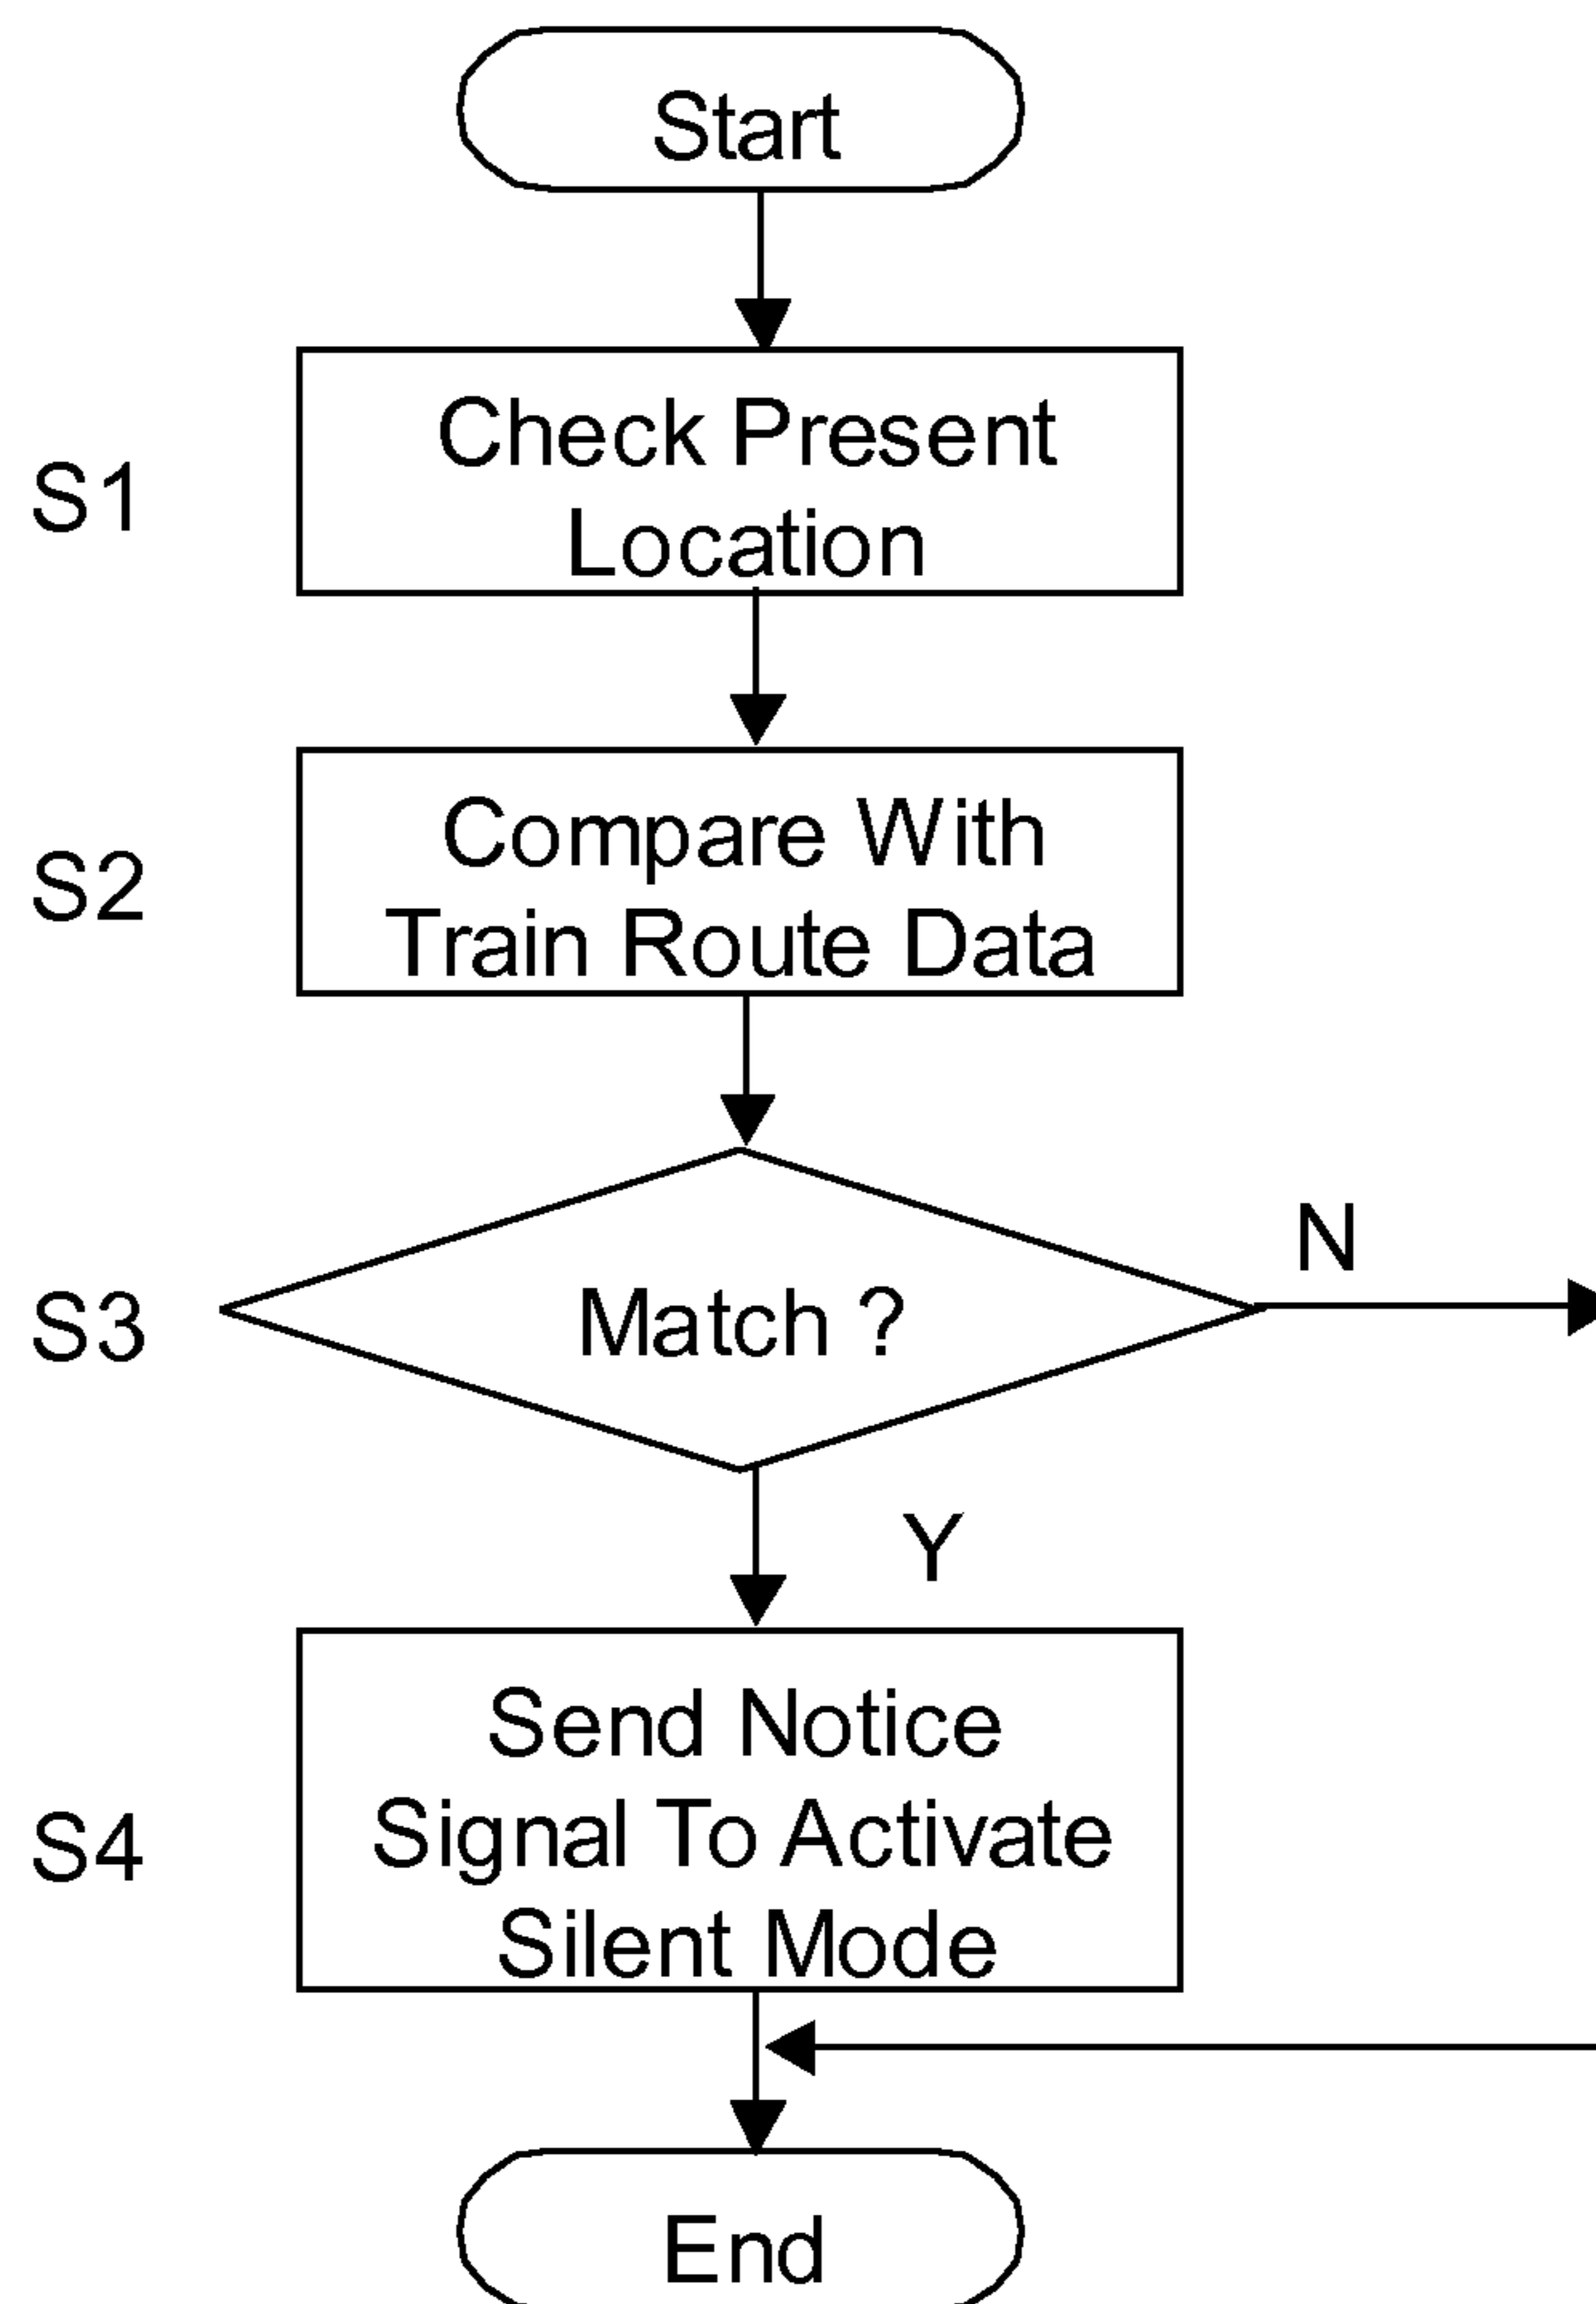 Start
S1
Check Present
Location
S2
Compare With
Train Route Data
S3
Match ?
N
Y
S4
Send Notice
Signal To Activate
Silent Mode
End